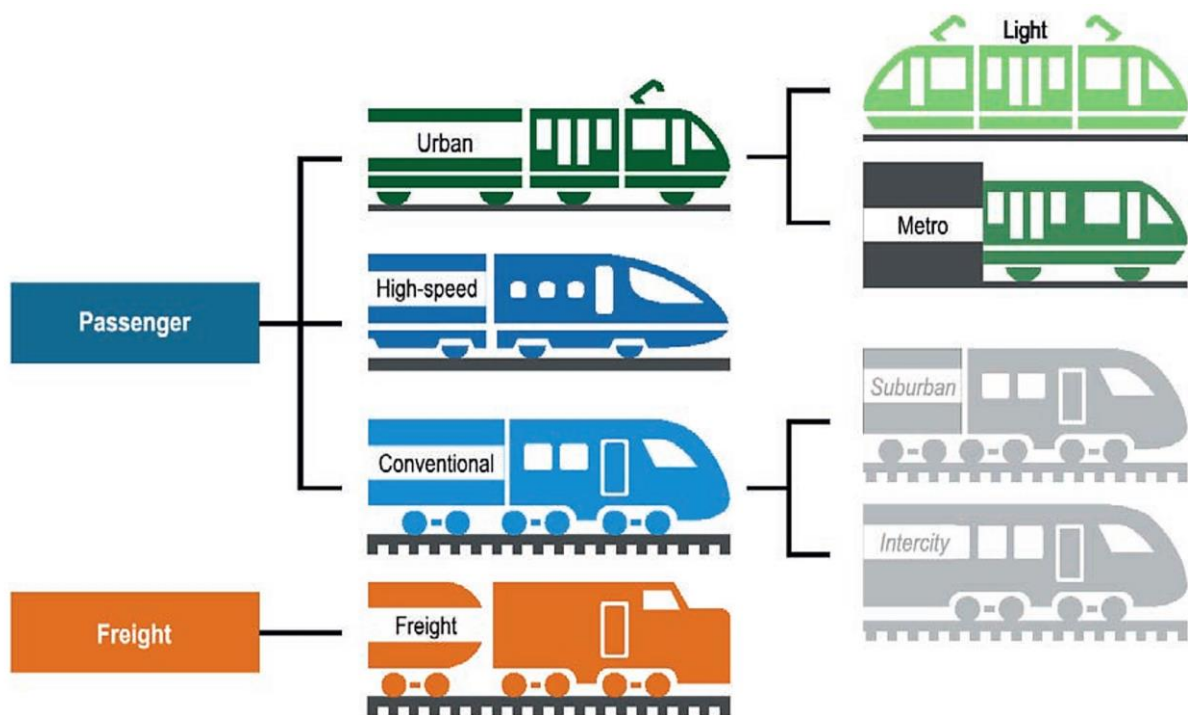 Light
Urban
Metro
High-speed
Passenger
Suburban
Conventional
Intercity
Freight
Freight